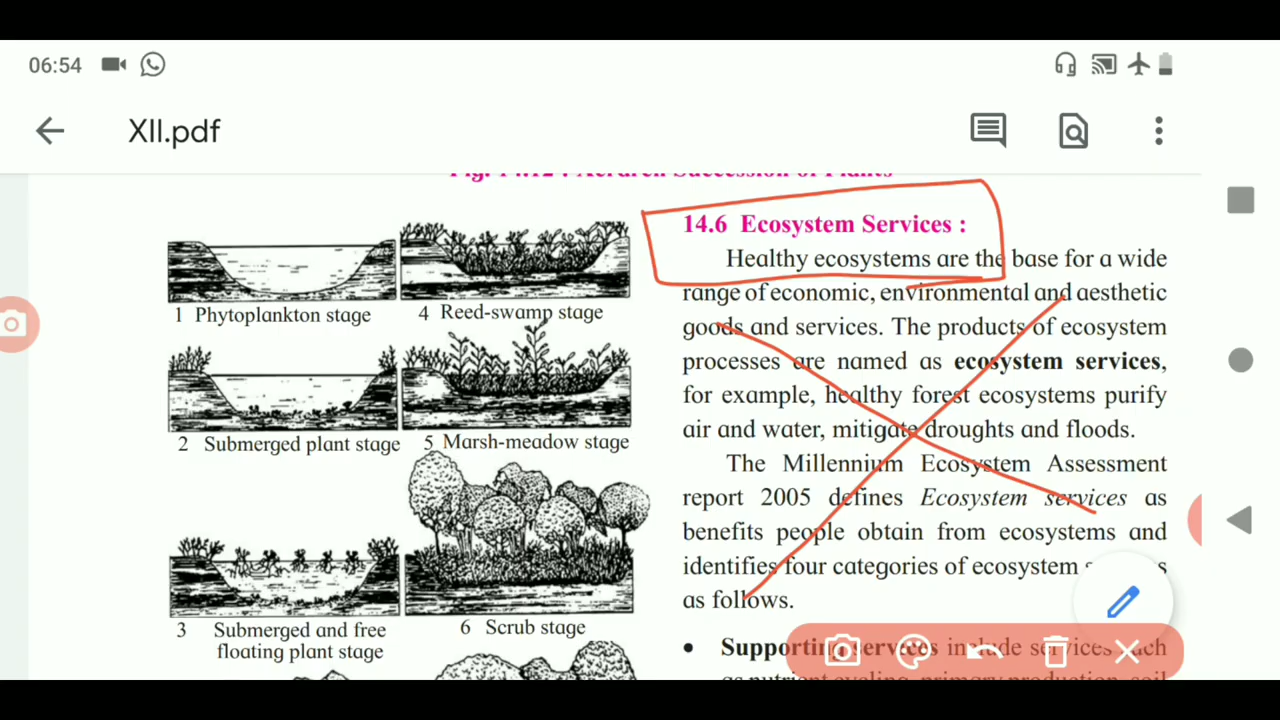 06:54
XII.pdf
14.6 Ecosystem Services :
Healthy ecosystems are the base for a wide
range of economic, environmental and aesthetic
goods and services. The products of ecosystem
processes are named as ecosystem services,
for example, healthy forest ecosystems purify
air and water, mitigate droughts and floods.
The Millennium Ecosystem Assessment
report 2005 defines Ecosystem services as
benefits people obtain from ecosystems and
identifies four categories of ecosystem
as follows.
• Supporting services include services such
1 Phytoplankton stage
4 Reed-swamp stage
2 Submerged plant stage
5 Marsh-meadow stage
3 Submerged and free
floating plant stage
6 Scrub stage